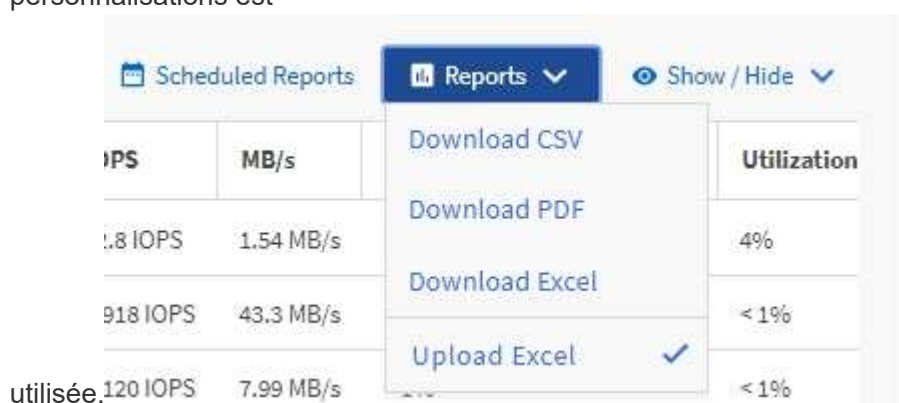 personnalisations est
Scheduled Reports Reports Show / Hide
MB/s Download CSV Utilization
Download PDF
.8 IOPS 1.54 MB/s 4%
Download Excel
918 IOPS 43.3 MB/s <1%
Upload Excel
utilisée. 120 IOPS 7.99 MB/s <1%